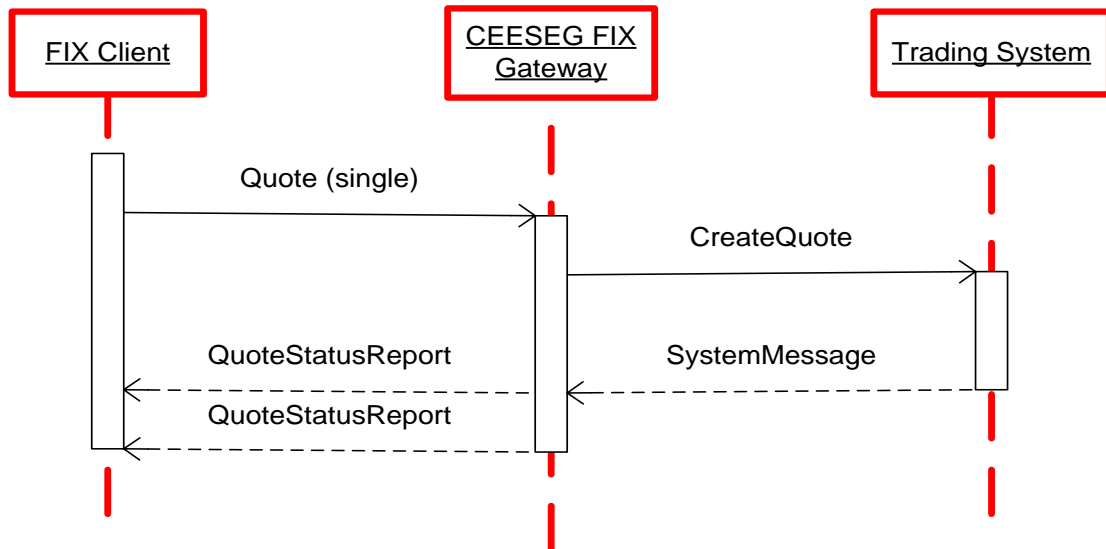 FIX Client
CEESEG FIX
Gateway
Trading System
Quote (single)
CreateQuote
QuoteStatusReport
SystemMessage
QuoteStatusReport